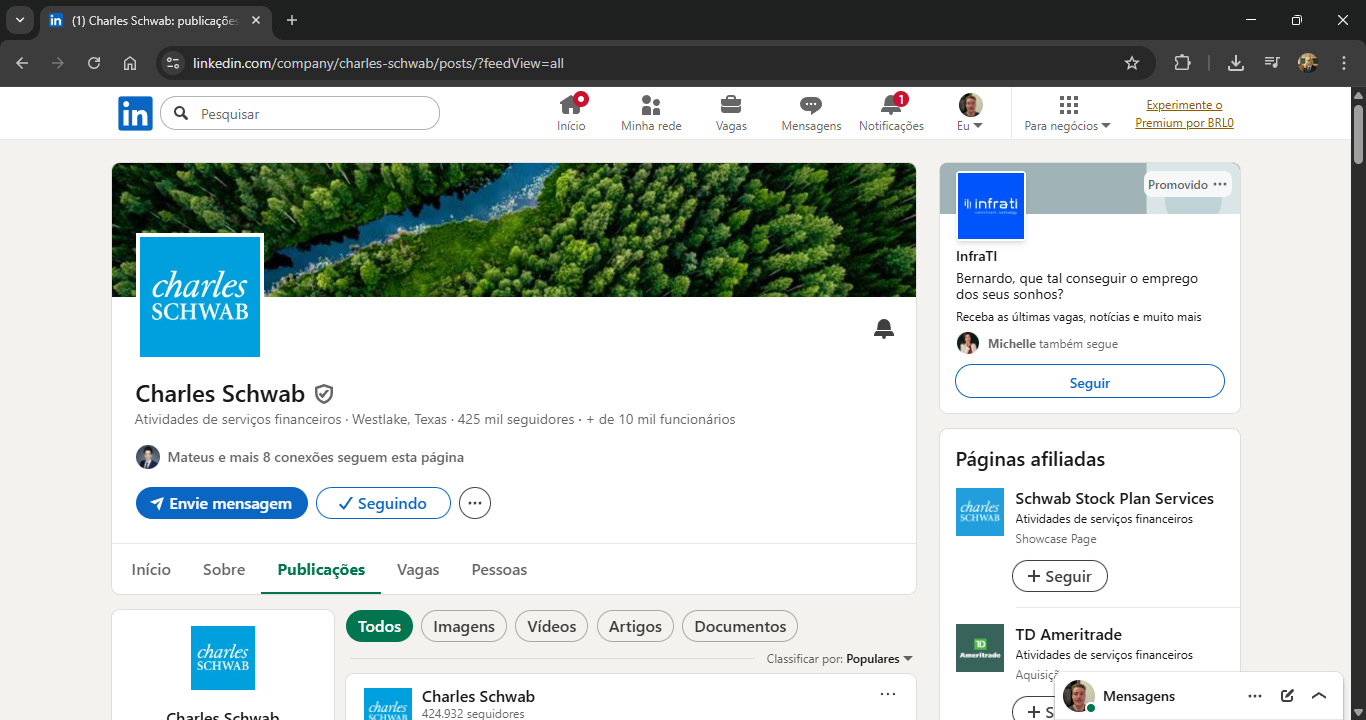 (1) Charles Schwab: publicações
linkedin.com/company/charles-schwab/posts/?feedView=all
in
Pesquisar
Início
Minha rede
Vagas
Mensagens
1
Notificações
Eu
Para negócios
Experimente o
Premium por BRL0
charles
SCHWAB
Charles Schwab
Atividades de serviços financeiros · Westlake, Texas · 425 mil seguidores · + de 10 mil funcionários
Mateus e mais 8 conexões seguem esta página
Envie mensagem
Seguindo
Início
Sobre
Publicações
Vagas
Pessoas
charles
SCHWAB
Charles Schwab
Todos
Imagens
Vídeos
Artigos
Documentos
Classificar por: Populares
charles
SCHWAB
Charles Schwab
424.932 seguidores
Promovido
infrati
InfraTI
Bernardo, que tal conseguir o emprego
dos seus sonhos?
Receba as últimas vagas, notícias e muito mais
Michelle também segue
Seguir
Páginas afiliadas
charles
SCHWAB
Schwab Stock Plan Services
Atividades de serviços financeiros
Showcase Page
+ Seguir
TD
Ameritrade
TD Ameritrade
Atividades de serviços financeiros
Aquisiç
+ S
Mensagens